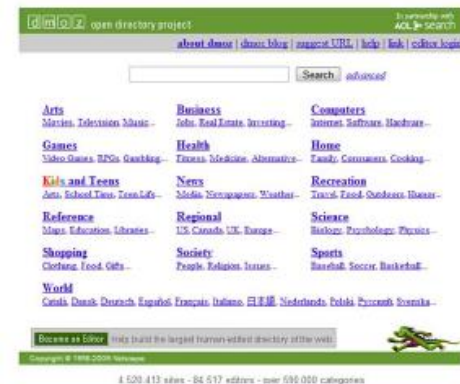 dmoz open directory project
In partnership with
AOL Search
about dmoz | dmoz blog | suggest URL | help | link | editor login
Search advanced
Arts
Movies, Television, Music...
Business
Jobs, Real Estate, Investing...
Computers
Internet, Software, Hardware...
Games
Video Games, RPGs, Gambling...
Health
Fitness, Medicine, Alternative...
Home
Family, Consumers, Cooking...
Kids and Teens
Arts, School Time, Teen Life...
News
Media, Newspapers, Weather...
Recreation
Travel, Food, Outdoors, Humor...
Reference
Maps, Education, Libraries...
Regional
US, Canada, UK, Europe...
Science
Biology, Psychology, Physics...
Shopping
Clothing, Food, Gifts...
Society
People, Religion, Issues...
Sports
Baseball, Soccer, Basketball...
World
Català, Dansk, Deutsch, Español, Français, Italiano, 日本語, Nederlands, Polski, Русский, Svenska...
Become an Editor Help build the largest human-edited directory of the web
Copyright © 1998-2009 Netscape
4,520,413 sites - 84,517 editors - over 590,000 categories